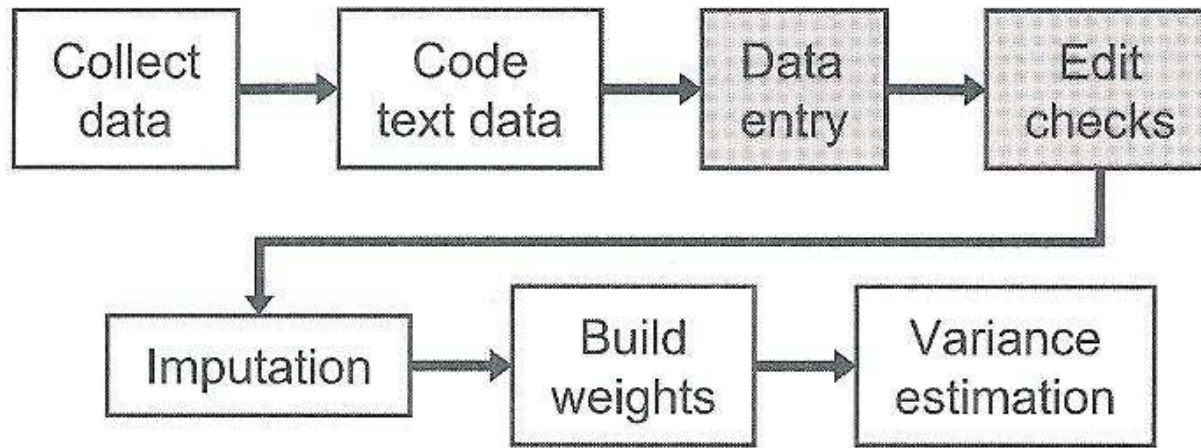 Collect
data
Code
text data
Data
entry
Edit
checks
Imputation
Build
weights
Variance
estimation